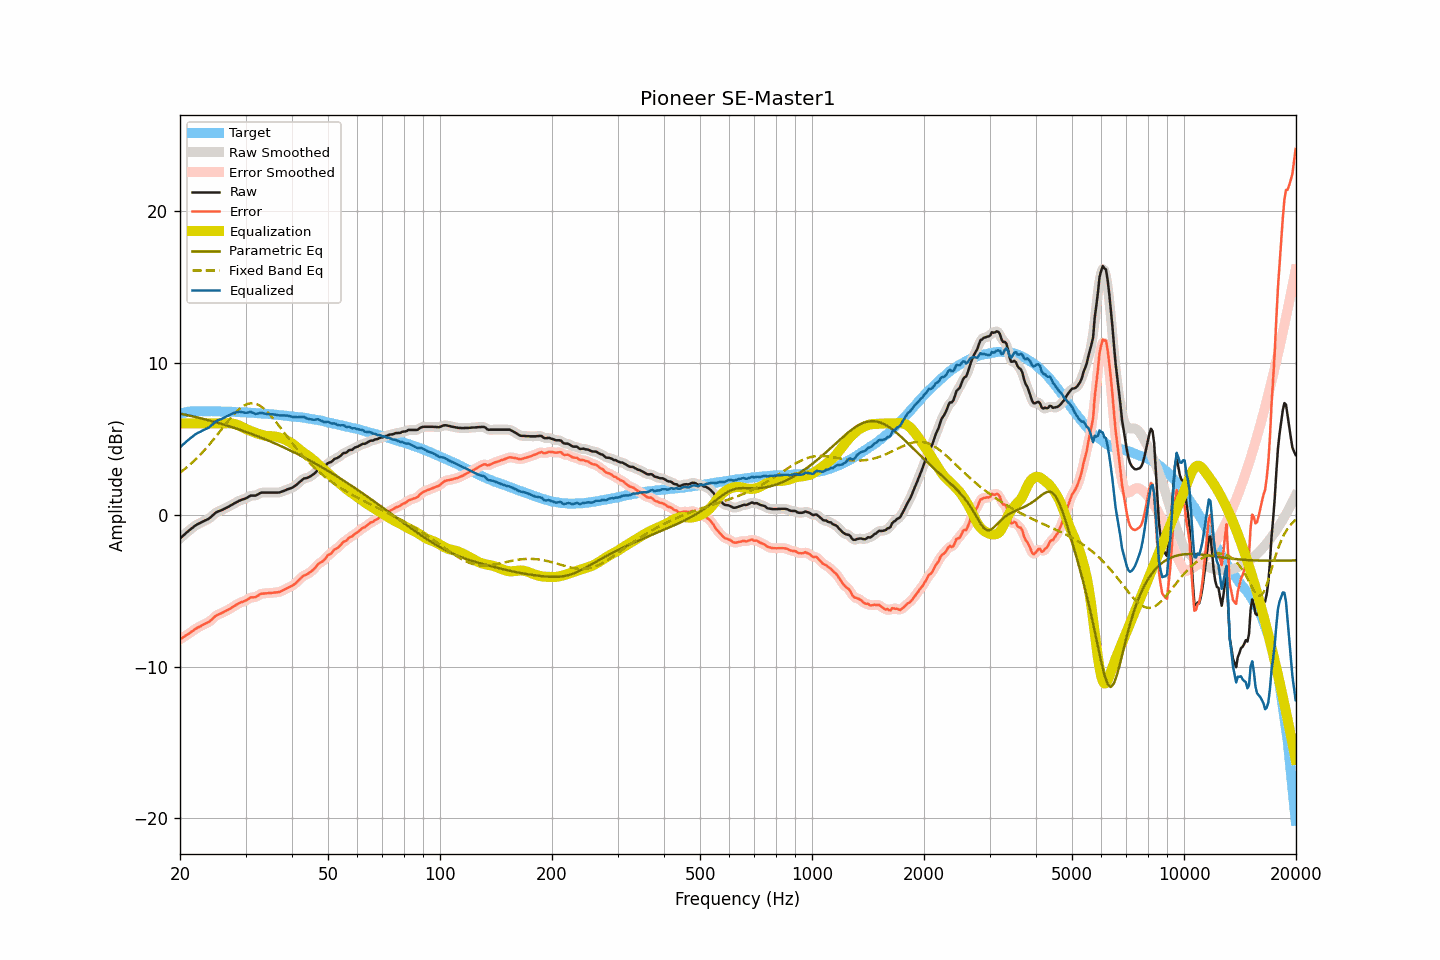 Pioneer SE-Master1
Target
Raw Smoothed
Error Smoothed
Raw
Error
Equalization
Parametric Eq
Fixed Band Eq
Equalized
20
10
0
−10
−20
Amplitude (dBr)
20 50 100 200 500 1000 2000 5000 10000 20000
Frequency (Hz)